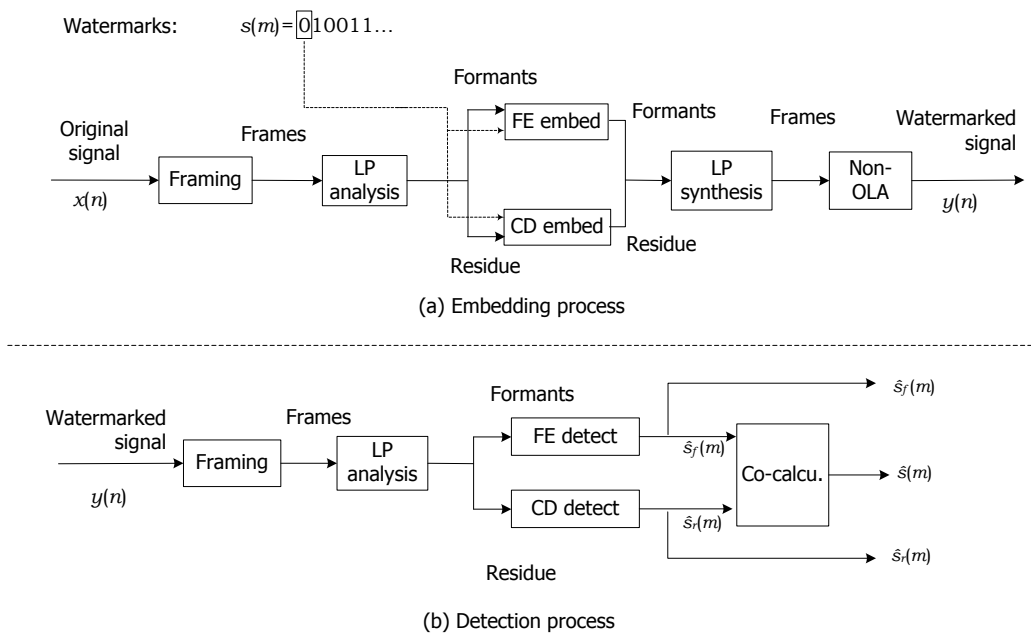 Watermarks: s(m) = 010011...
Formants
Original
signal
x(n)
Frames
Framing
LP
analysis
FE embed
CD embed
Residue
Formants
Residue
LP
synthesis
Frames
Non-
OLA
Watermarked
signal
y(n)
(a) Embedding process
Watermarked
signal
y(n)
Frames
Framing
LP
analysis
Formants
FE detect
CD detect
Residue
ŝf(m)
ŝr(m)
Co-calcu.
ŝf(m)
ŝ(m)
ŝr(m)
(b) Detection process